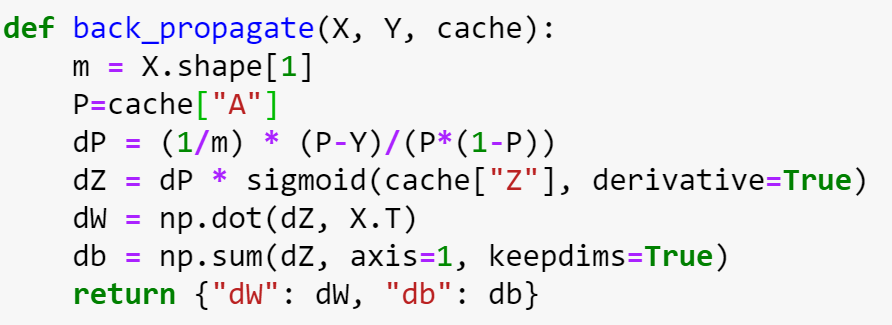 def back_propagate(X, Y, cache):
    m = X.shape[1]
    P=cache["A"]
    dP = (1/m) * (P-Y)/(P*(1-P))
    dZ = dP * sigmoid(cache["Z"], derivative=True)
    dW = np.dot(dZ, X.T)
    db = np.sum(dZ, axis=1, keepdims=True)
    return {"dW": dW, "db": db}